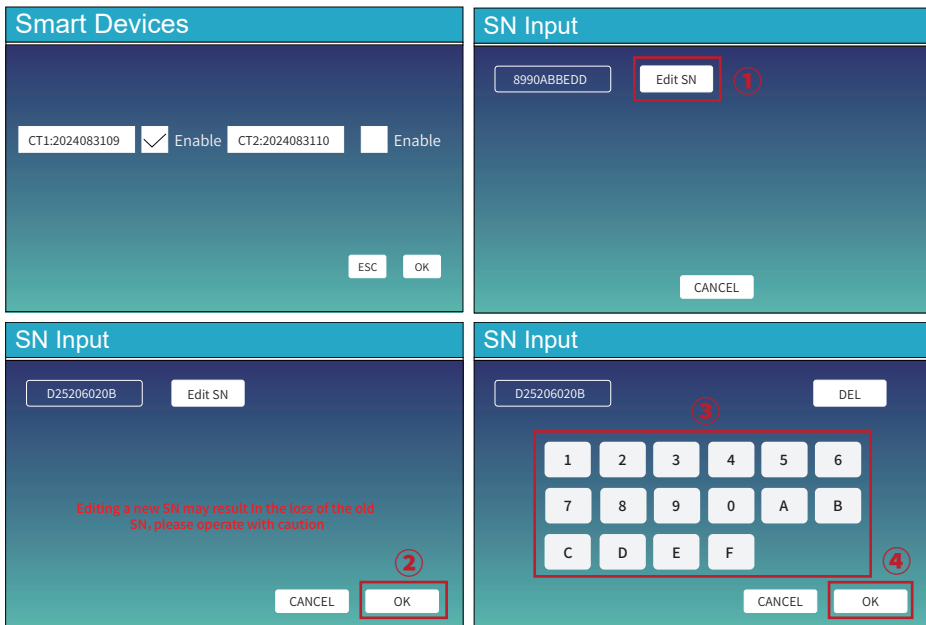 Smart Devices
CT1:2024083109 Enable CT2:2024083110 Enable
ESC OK
SN Input
8990ABBEDD Edit SN ①
CANCEL
SN Input
D25206020B Edit SN
Editing a new SN may result in the loss of the old
SN, please operate with caution
②
CANCEL OK
SN Input
D25206020B DEL
③
1 2 3 4 5 6
7 8 9 0 A B
C D E F
④
CANCEL OK